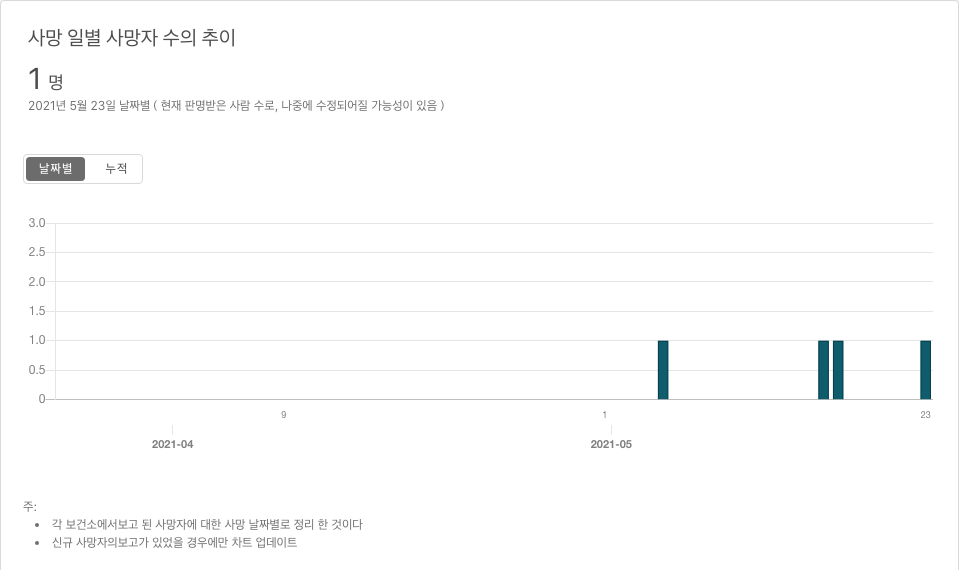 사망 일별 사망자 수의 추이
1 명
2021년 5월 23일 날짜별 ( 현재 판명받은 사람 수로, 나중에 수정되어질 가능성이 있음 )
날짜별 누적
3.0
2.5
2.0
1.5
1.0
0.5
0
9 1 23
2021-04 2021-05
주:
• 각 보건소에서보고 된 사망자에 대한 사망 날짜별로 정리 한 것이다
• 신규 사망자의보고가 있었을 경우에만 차트 업데이트